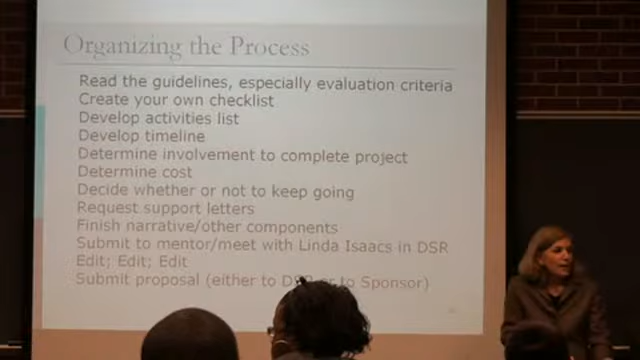 Organizing the Process
Read the guidelines, especially evaluation criteria
Create your own checklist
Develop activities list
Develop timeline
Determine involvement to complete project
Determine cost
Decide whether or not to keep going
Request support letters
Finish narrative/other components
Submit to mentor/meet with Linda Isaacs in DSR
Edit; Edit; Edit
Submit proposal (either to DSR or to Sponsor)